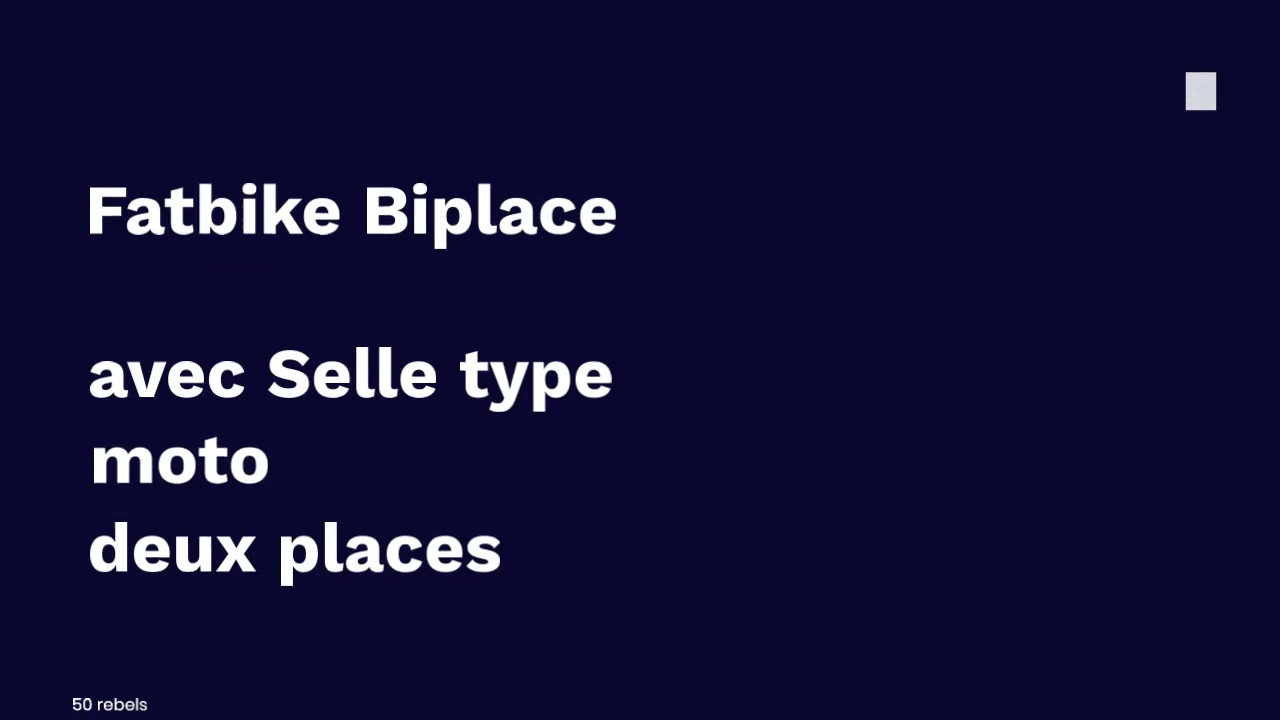 Fatbike Biplace
avec Selle type
moto
deux places
50 rebels